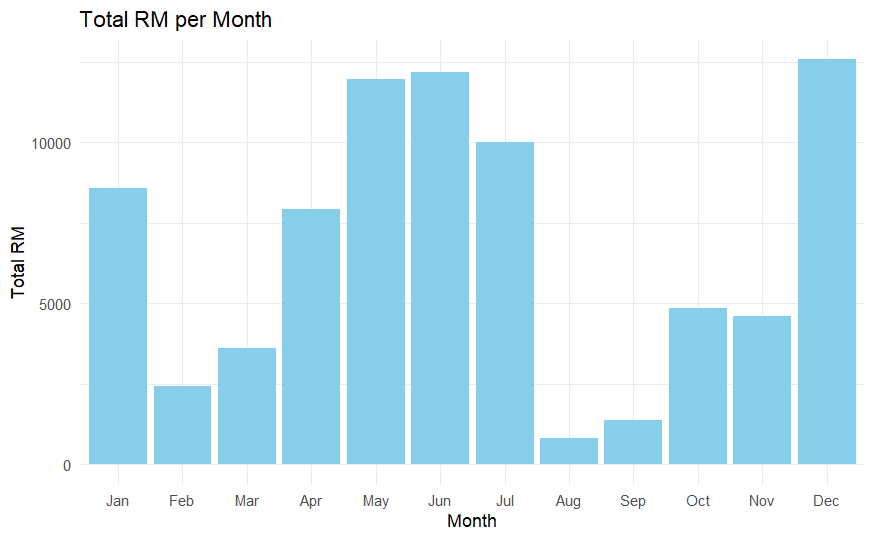 Total RM per Month
Total RM
10000
5000
0
Jan Feb Mar Apr May Jun Jul Aug Sep Oct Nov Dec
Month